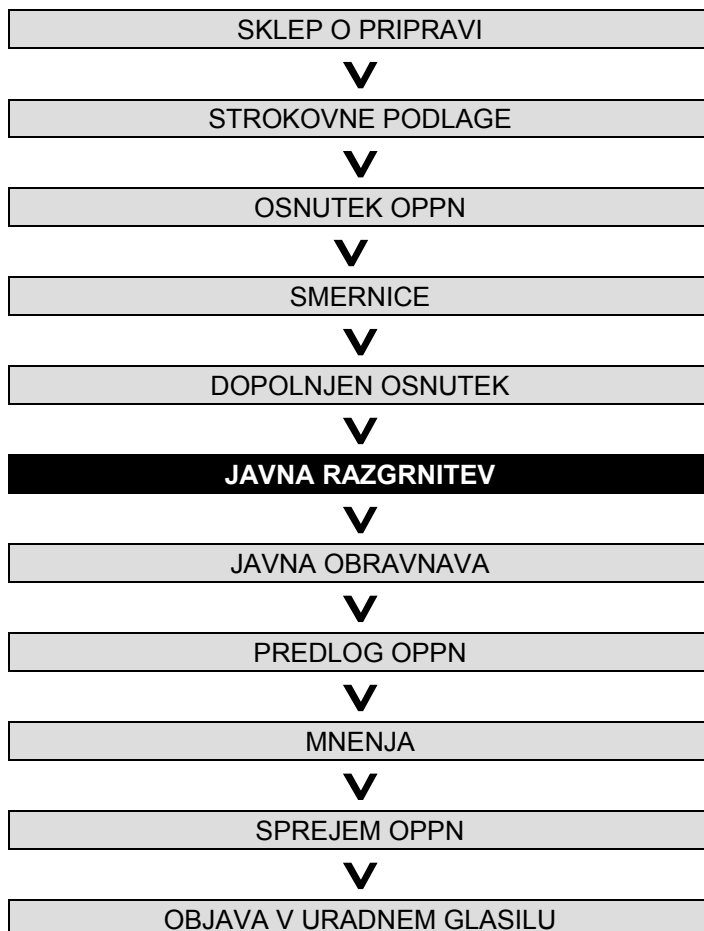 SKLEP O PRIPRAVI
STROKOVNE PODLAGE
OSNUTEK OPPN
SMERNICE
DOPOLNJEN OSNUTEK
JAVNA RAZGRNITEV
JAVNA OBRAVNAVA
PREDLOG OPPN
MNENJA
SPREJEM OPPN
OBJAVA V URADNEM GLASILU